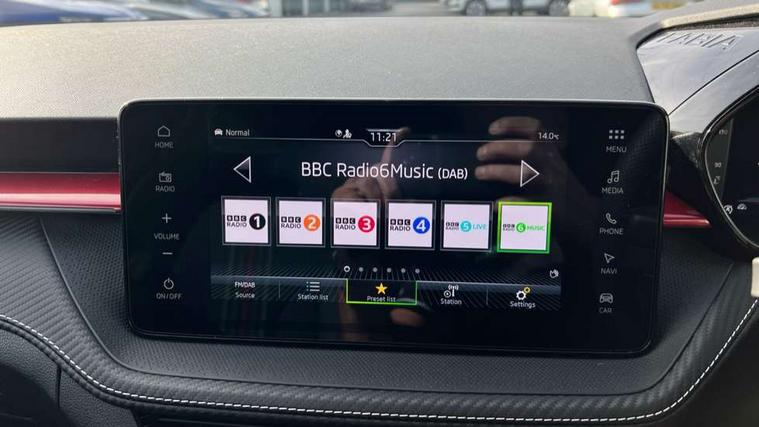 FABIA
Normal
11:21
14.0°C
HOME
RADIO
VOLUME
ON/OFF
BBC Radio6Music (DAB)
BBC RADIO 1
BBC RADIO 2
BBC RADIO 3
BBC RADIO 4
BBC RADIO 5 LIVE
BBC RADIO 6 MUSIC
FM/DAB
Source
Station list
Preset list
Station
Settings
MENU
MEDIA
PHONE
NAVI
CAR